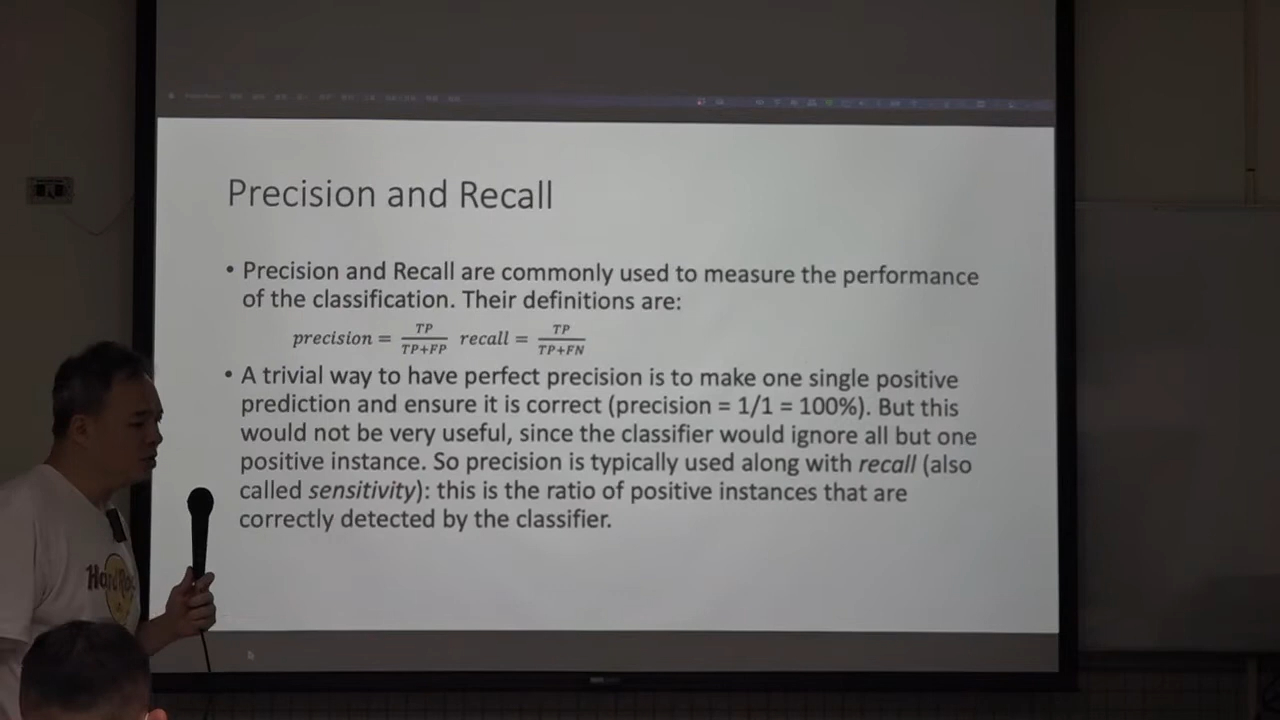 Precision and Recall
• Precision and Recall are commonly used to measure the performance
of the classification. Their definitions are:
precision = TP/TP+FP recall = TP/TP+FN
• A trivial way to have perfect precision is to make one single positive
prediction and ensure it is correct (precision = 1/1 = 100%). But this
would not be very useful, since the classifier would ignore all but one
positive instance. So precision is typically used along with recall (also
called sensitivity): this is the ratio of positive instances that are
correctly detected by the classifier.